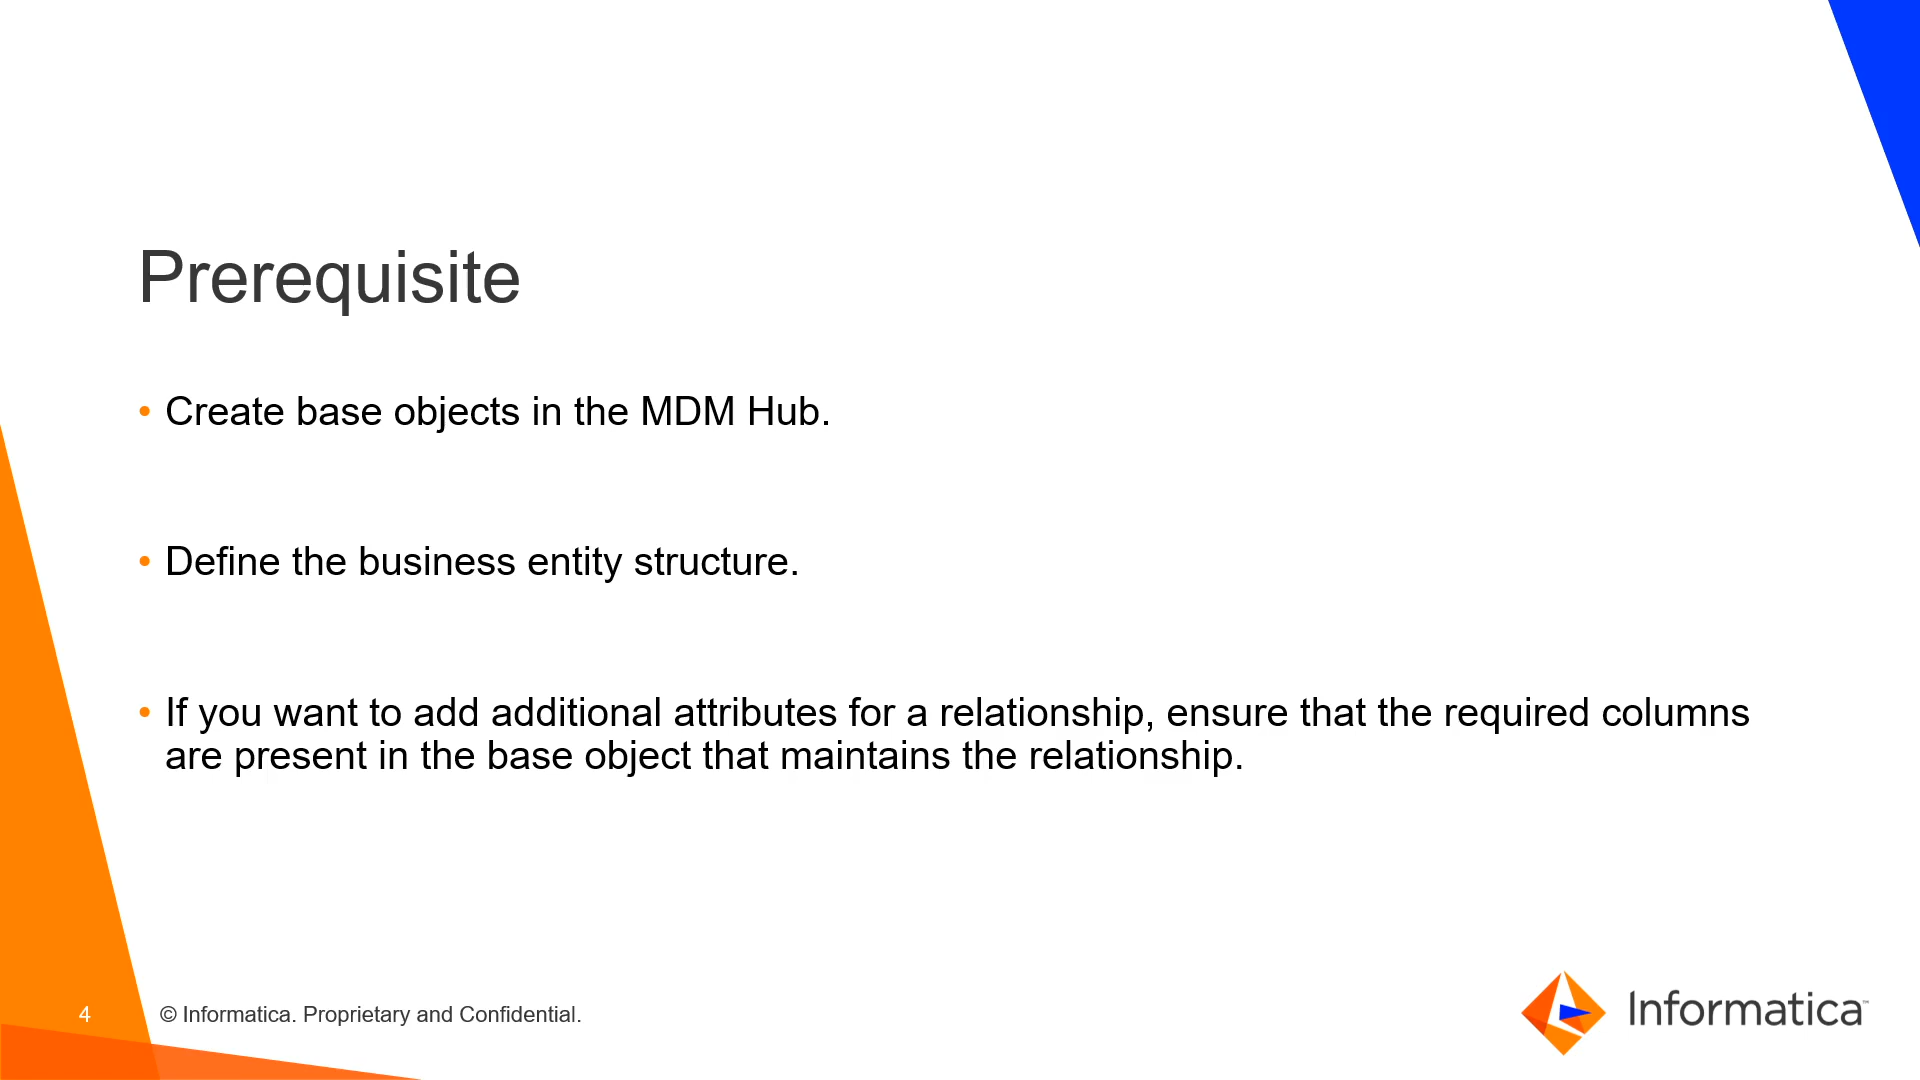 Prerequisite
• Create base objects in the MDM Hub.
• Define the business entity structure.
• If you want to add additional attributes for a relationship, ensure that the required columns
are present in the base object that maintains the relationship.
4
© Informatica. Proprietary and Confidential.
Informatica™